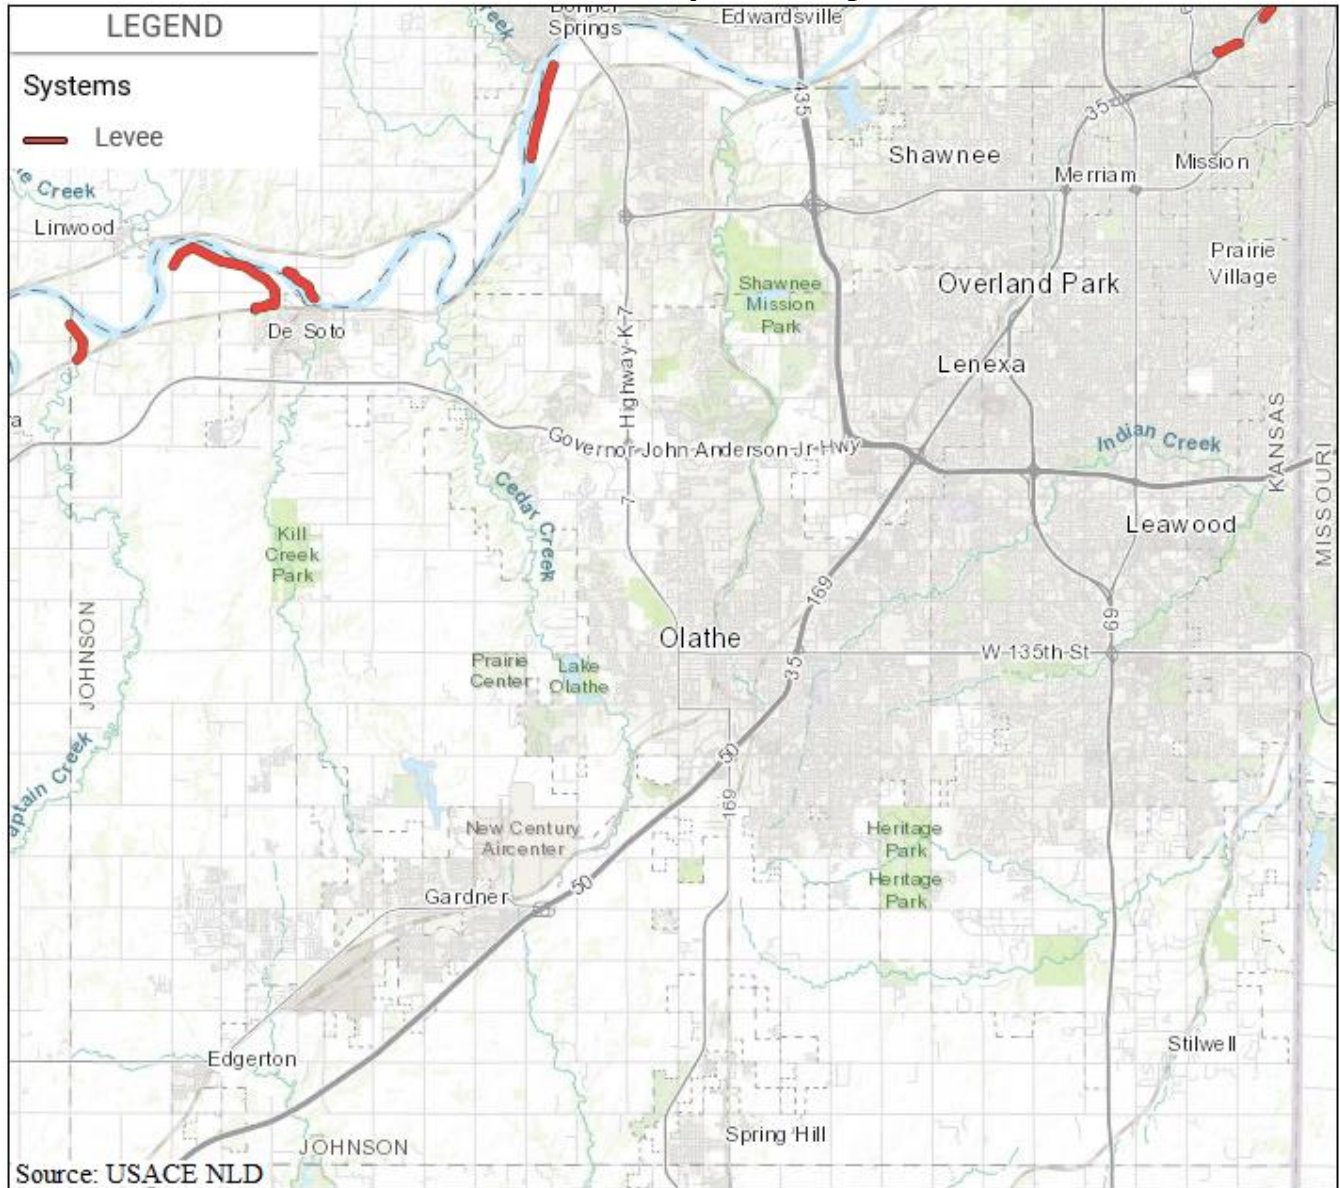 LEGEND
Systems
Levee
Springs
Edwardsville
435
35
Shawnee
Mission
Merriam
Creek
Linwood
Prairie
Village
Shawnee
Mission
Park
Overland Park
De Soto
Highway-K-7
Lenexa
KANSAS
MISSOURI
Governor-John-Anderson-Jr-Hwy
Indian Creek
7
Cedar Creek
Leawood
Kill
Creek
Park
169
69
JOHNSON
Olathe
W 135th-St
Prairie
Center
Lake
Olathe
35
50
169
New Century
Aircenter
Heritage
Park
Heritage
Park
Gardner
50
Stilwell
Edgerton
Spring Hill
JOHNSON
Source: USACE NLD